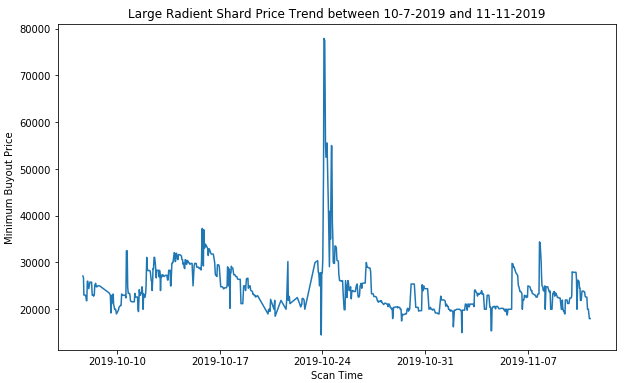 Large Radient Shard Price Trend between 10-7-2019 and 11-11-2019
80000
70000
60000
50000
40000
30000
20000
Minimum Buyout Price
2019-10-10 2019-10-17 2019-10-24 2019-10-31 2019-11-07
Scan Time